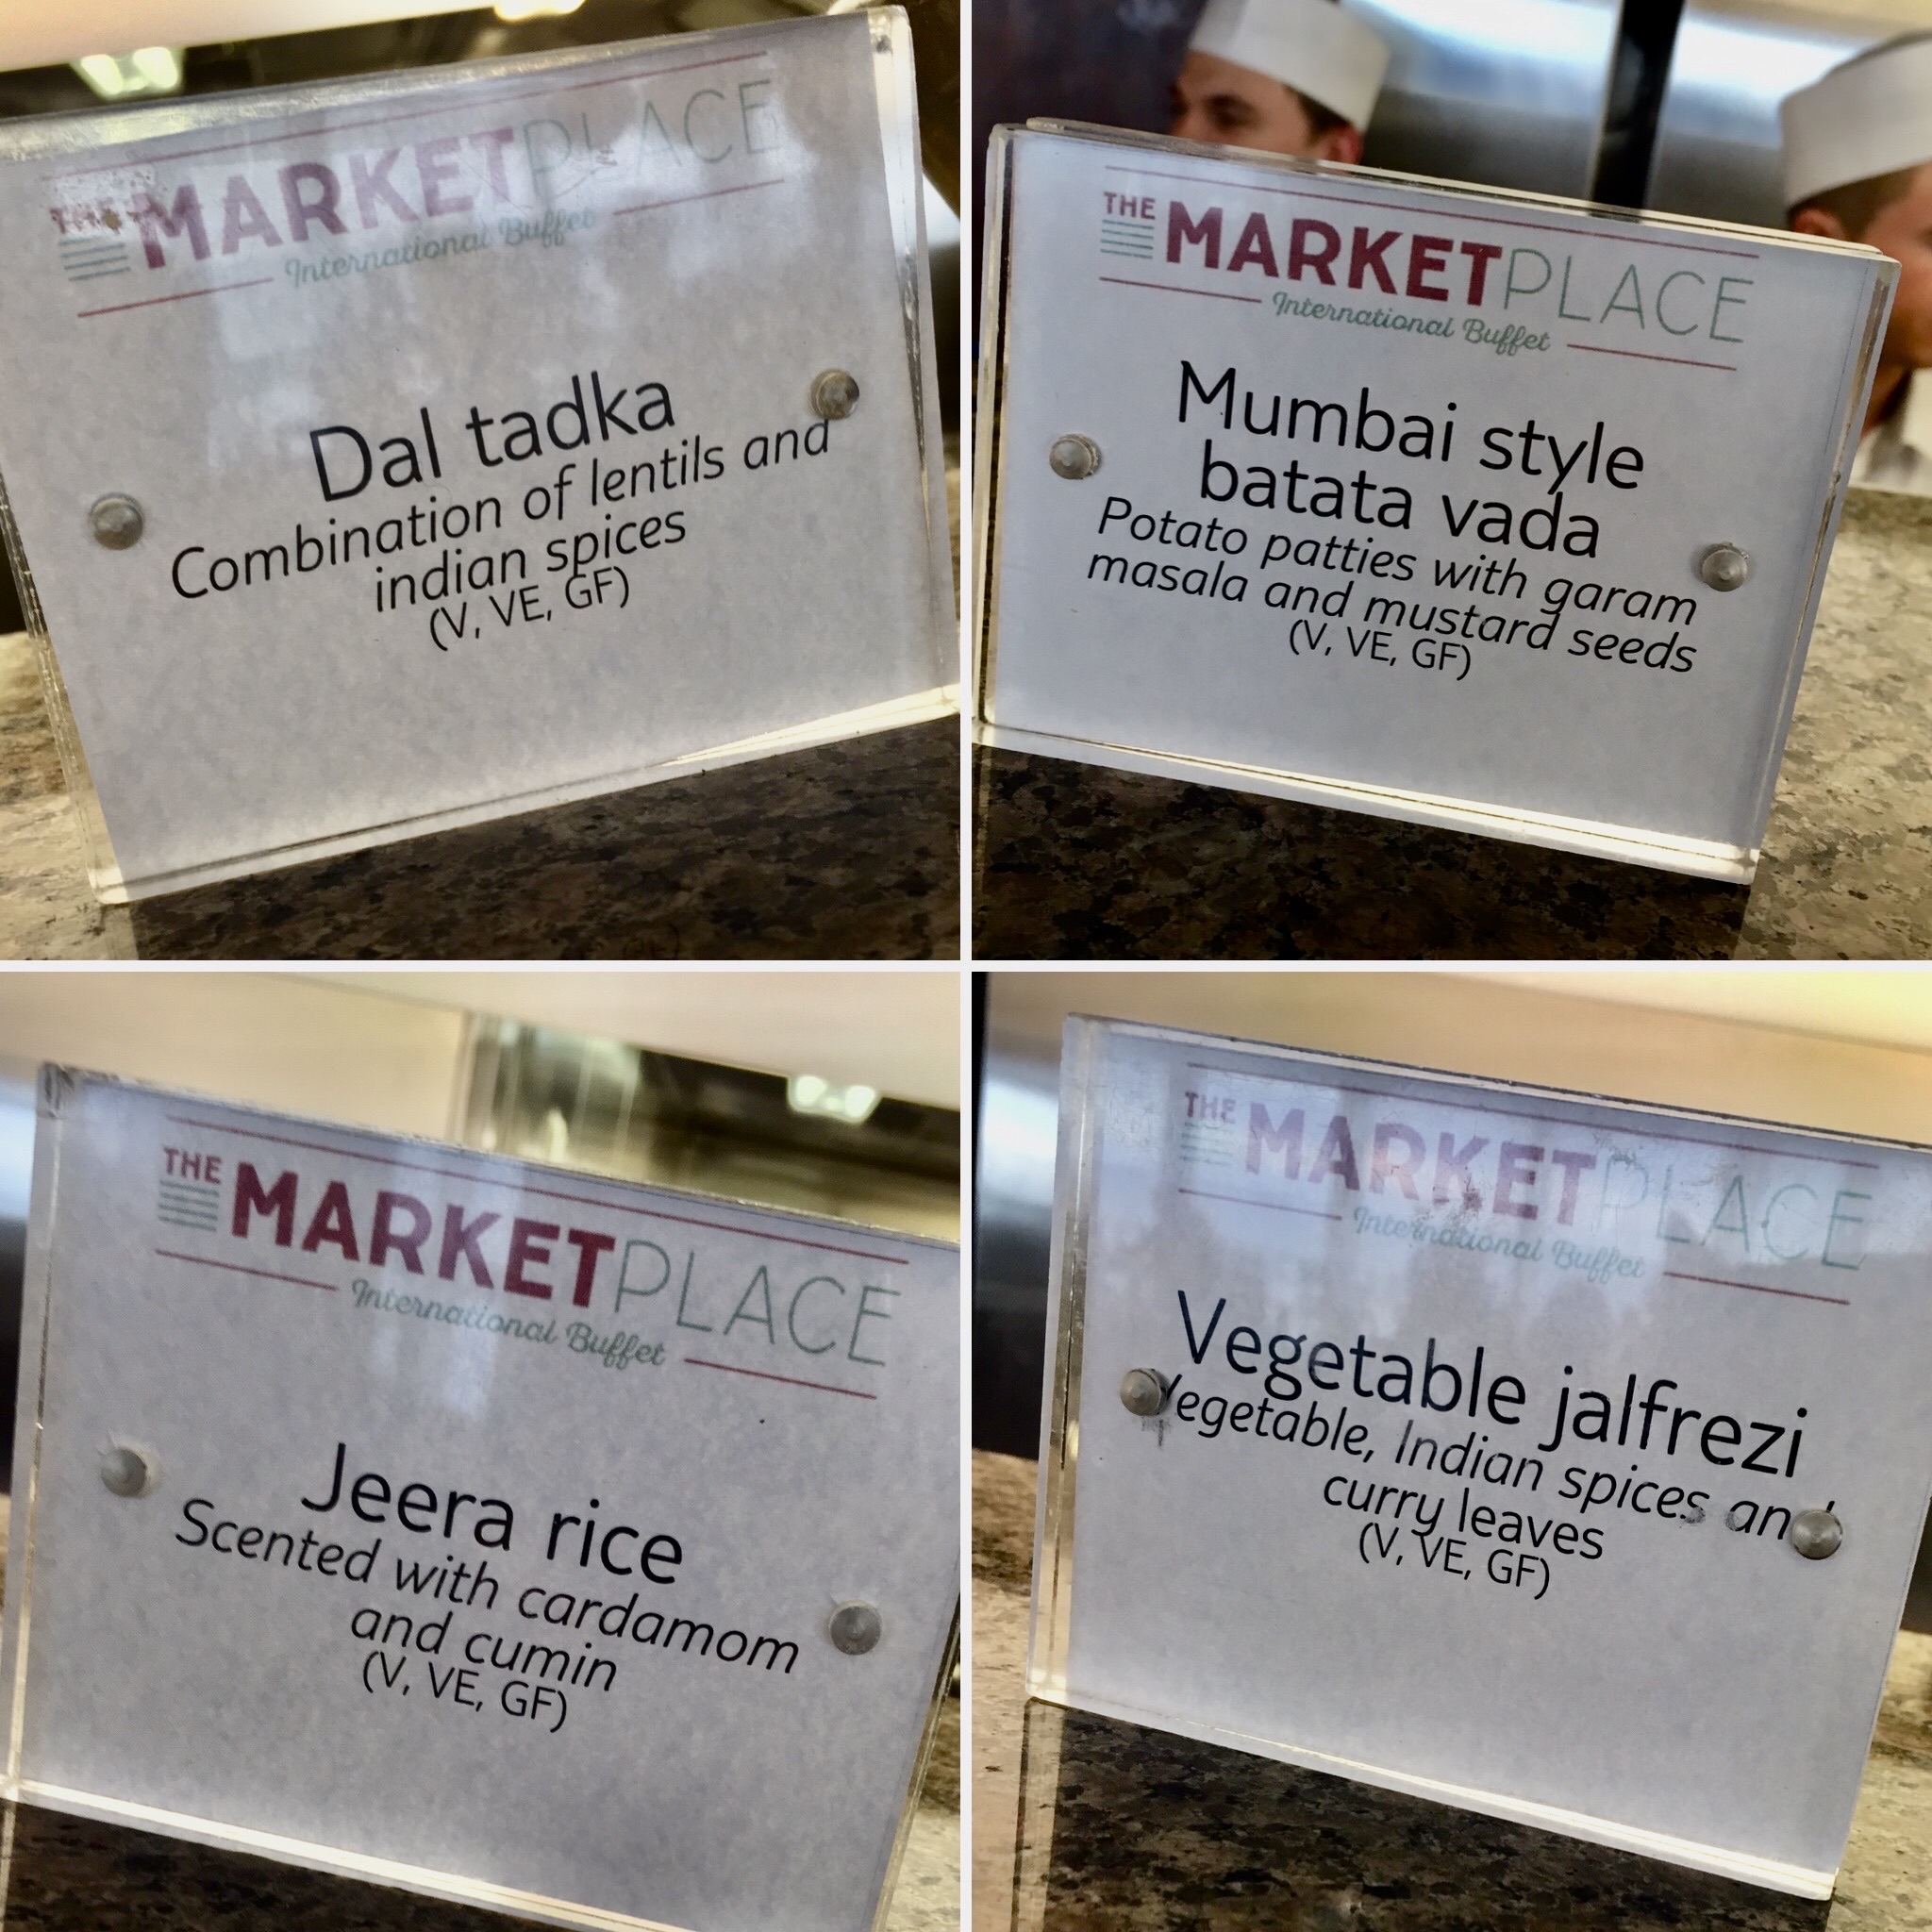 THE MARKETPLACE
International Buffet
Dal tadka
Combination of lentils and
indian spices
(V, VE, GF)
THE MARKETPLACE
International Buffet
Mumbai style
batata vada
Potato patties with garam
masala and mustard seeds
(V, VE, GF)
THE MARKETPLACE
International Buffet
Jeera rice
Scented with cardamom
and cumin
(V, VE, GF)
THE MARKETPLACE
International Buffet
Vegetable jalfrezi
Vegetable, Indian spices and
curry leaves
(V, VE, GF)